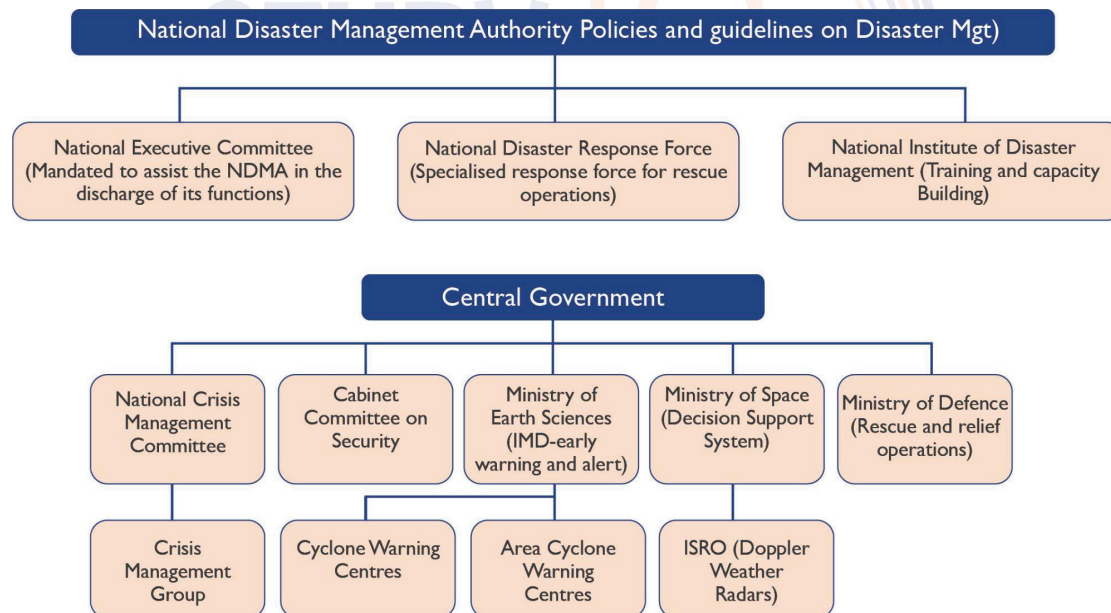 National Disaster Management Authority Policies and guidelines on Disaster Mgt)
National Executive Committee
(Mandated to assist the NDMA in the
discharge of its functions)
National Disaster Response Force
(Specialised response force for rescue
operations)
National Institute of Disaster
Management (Training and capacity
Building)
Central Government
National Crisis
Management
Committee
Cabinet
Committee on
Security
Ministry of
Earth Sciences
(IMD-early
warning and alert)
Ministry of Space
(Decision Support
System)
Ministry of Defence
(Rescue and relief
operations)
Crisis
Management
Group
Cyclone Warning
Centres
Area Cyclone
Warning
Centres
ISRO (Doppler
Weather
Radars)